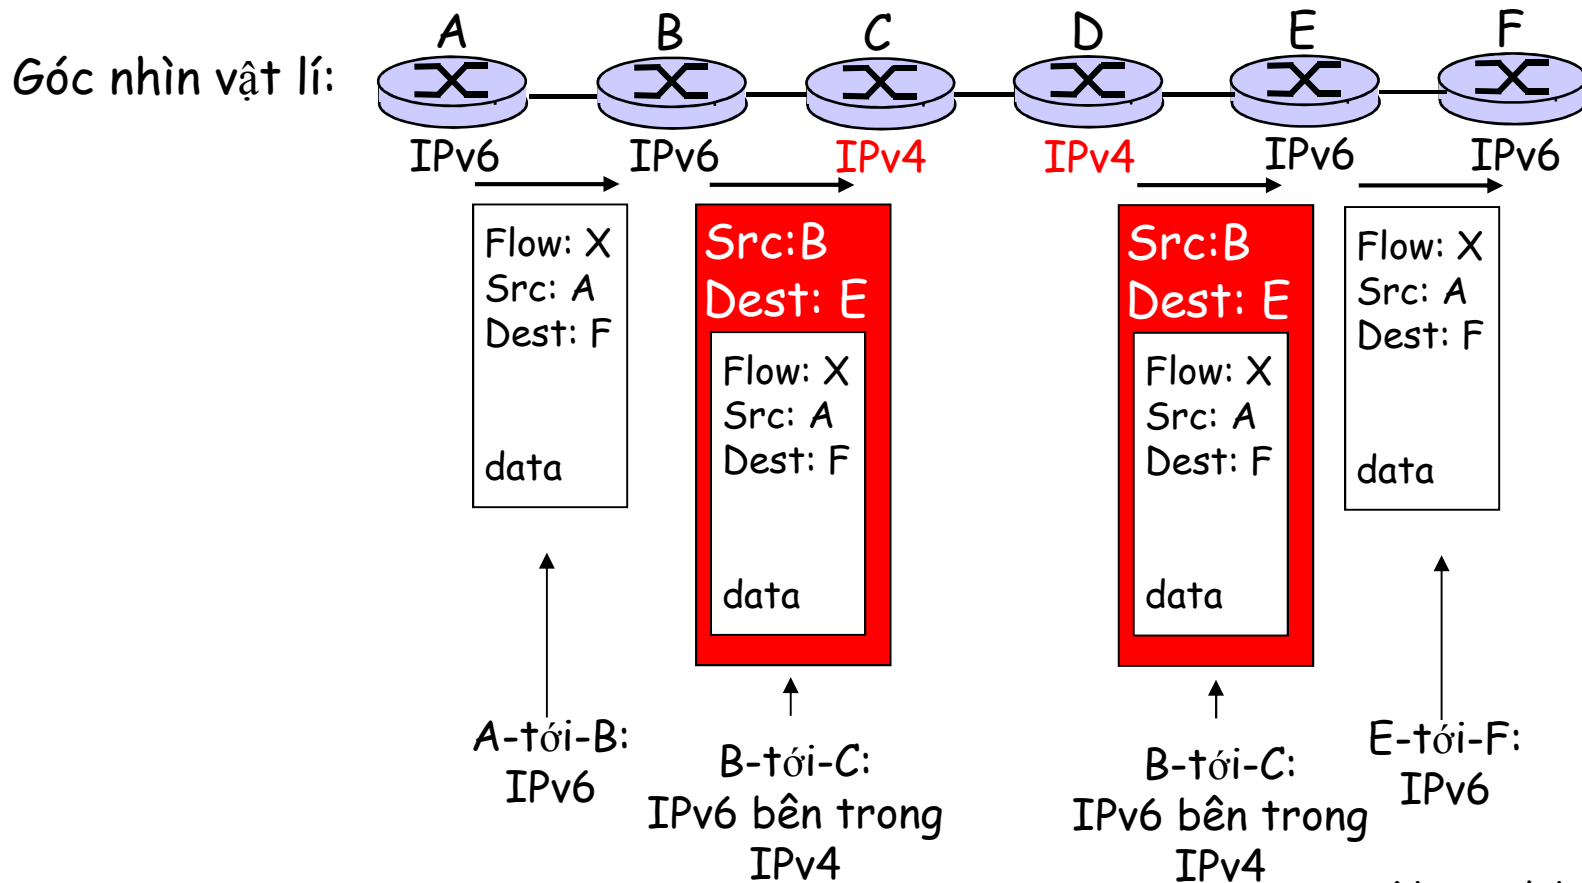 A B C D E F
Góc nhìn vật lí:
IPv6 IPv6 IPv4 IPv4 IPv6 IPv6
Flow: X
Src: A
Dest: F
data
Src:B
Dest: E
Flow: X
Src: A
Dest: F
data
Src:B
Dest: E
Flow: X
Src: A
Dest: F
data
Flow: X
Src: A
Dest: F
data
A-tới-B:
IPv6
B-tới-C:
IPv6 bên trong
IPv4
B-tới-C:
IPv6 bên trong
IPv4
E-tới-F:
IPv6